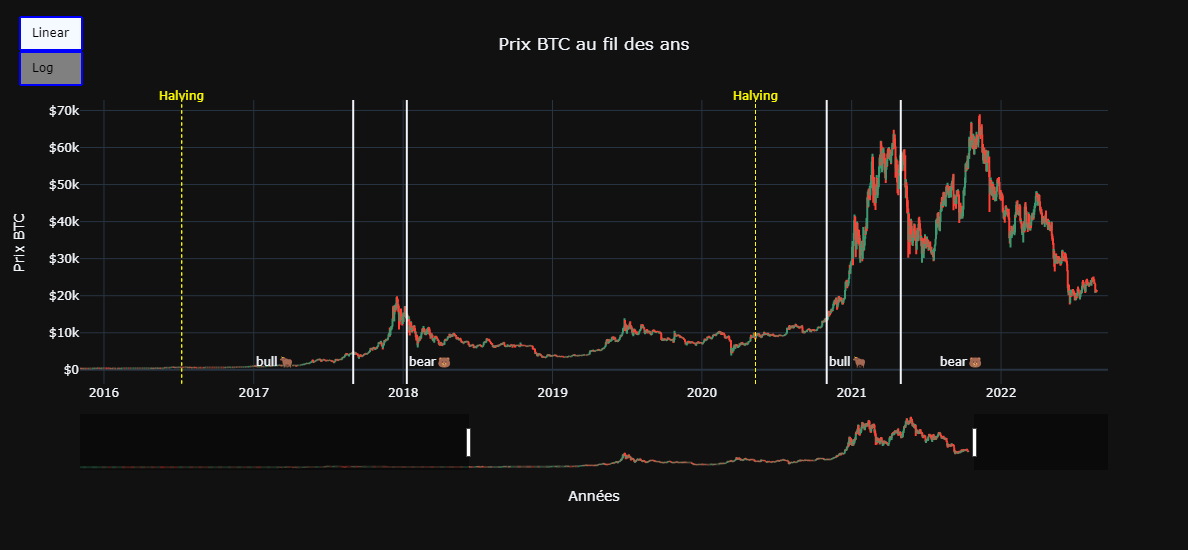 Linear
Log
Prix BTC au fil des ans
Halving
Halving
$70k
$60k
$50k
$40k
$30k
$20k
$10k
$0
Prix BTC
bull🐂
bear🐻
bull🐂
bear🐻
2016
2017
2018
2019
2020
2021
2022
Années